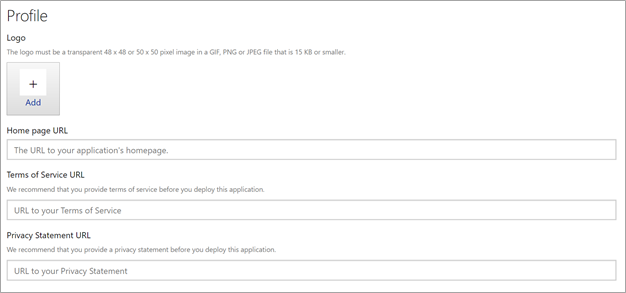 Profile
Logo
The logo must be a transparent 48 x 48 or 50 x 50 pixel image in a GIF, PNG or JPEG file that is 15 KB or smaller.
+
Add
Home page URL
The URL to your application's homepage.
Terms of Service URL
We recommend that you provide terms of service before you deploy this application.
URL to your Terms of Service
Privacy Statement URL
We recommend that you provide a privacy statement before you deploy this application.
URL to your Privacy Statement